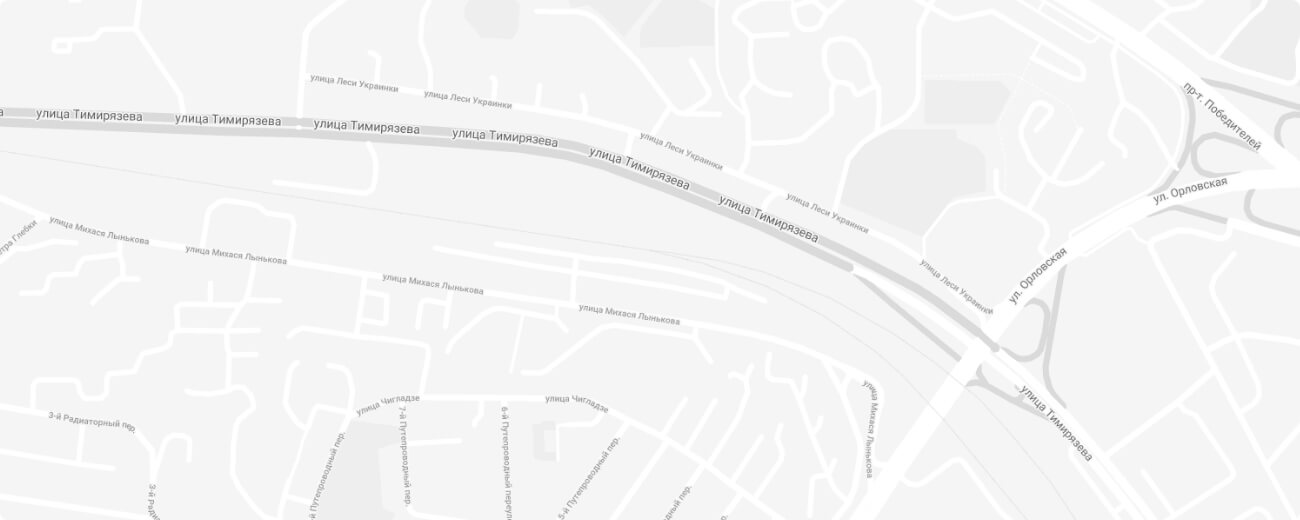 улица Леси Украинки
улица Леси Украинки
пр-т. Победителей
улица Тимирязева
улица Тимирязева
улица Тимирязева
улица Тимирязева
улица Леси Украинки
улица Тимирязева
ул. Орловская
улица Тимирязева
улица Леси Украинки
улица Михася Лынькова
улица Михася Лынькова
ул. Орловская
улица Леси Украинки
улица Михася Лынькова
улица Михася Лынькова
улица Чигладзе
улица Чигладзе
улица Михася Лынькова
улица Тимирязева
3-й Радиаторный пер.
7-й Путепроводный пер.
Путепроводный пер.
6-й Путепроводный
5-й Путепроводный пер.